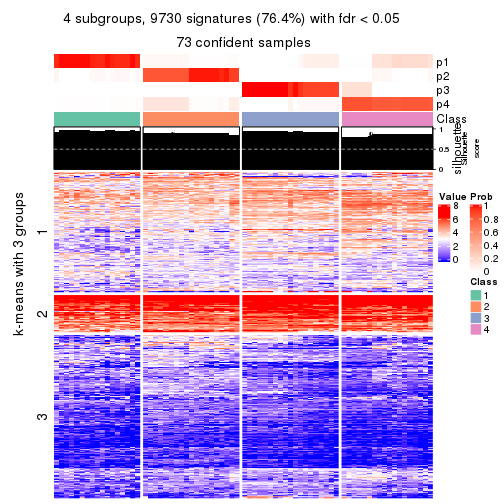 4 subgroups, 9730 signatures (76.4%) with fdr < 0.05
73 confident samples
p1
p2
p3
p4
Class
silhouette
Silhouette
score
1
0.5
0
k-means with 3 groups
1
2
3
Value
8
6
4
2
0
Prob
1
0.8
0.6
0.4
0.2
0
Class
1
2
3
4